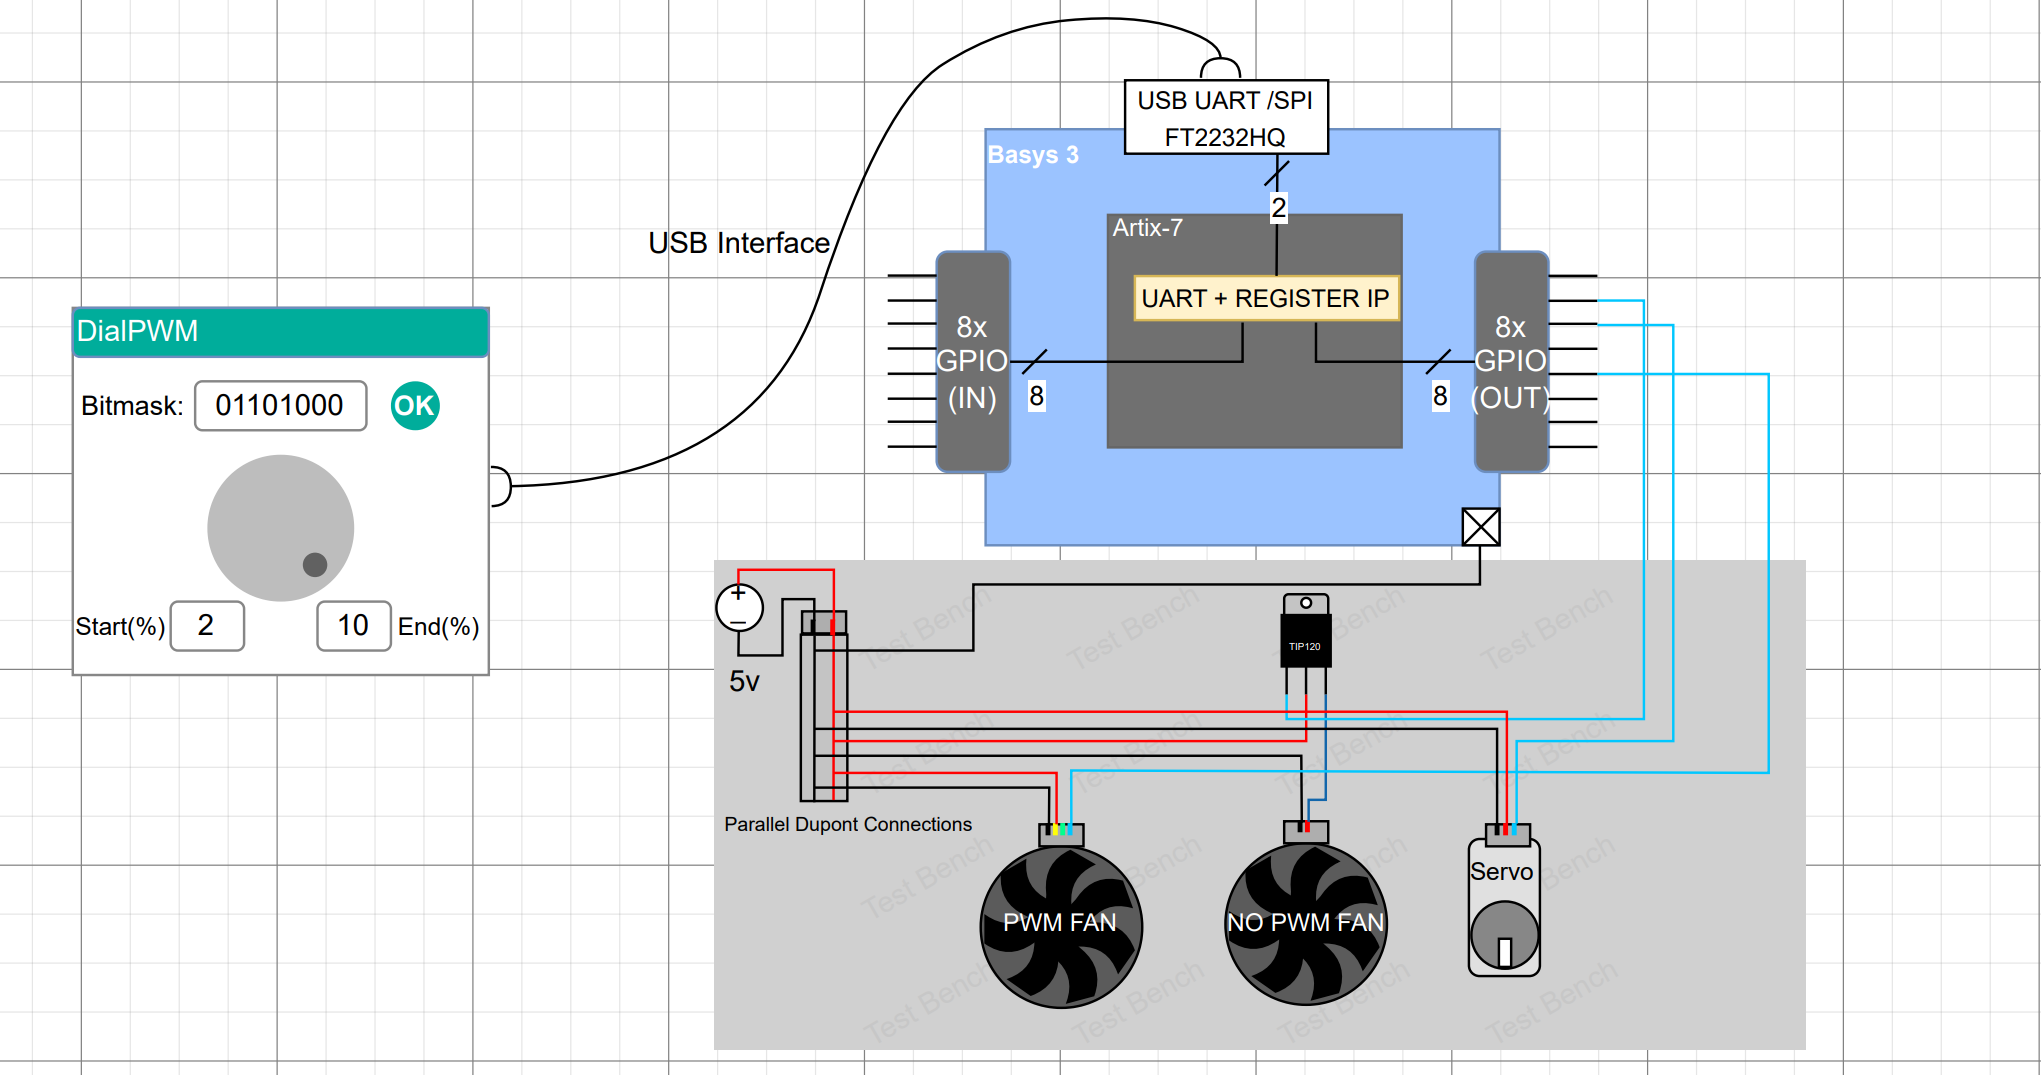 USB UART /SPI
FT2232HQ
Basys 3
2
Artix-7
USB Interface
UART + REGISTER IP
8x
GPIO
(IN)
8
8
8x
GPIO
(OUT)
DialPWM
Bitmask: 01101000 OK
Start(%) 2 10 End(%)
+
–
5v
TIP120
Test Bench
Test Bench
Test Bench
Test Bench
Test Bench
Test Bench
Test Bench
Test Bench
Parallel Dupont Connections
Test Bench
Test Bench
Test Bench
Test Bench
PWM FAN
NO PWM FAN
Servo
Test Bench
Test Bench
Test Bench
Test Bench